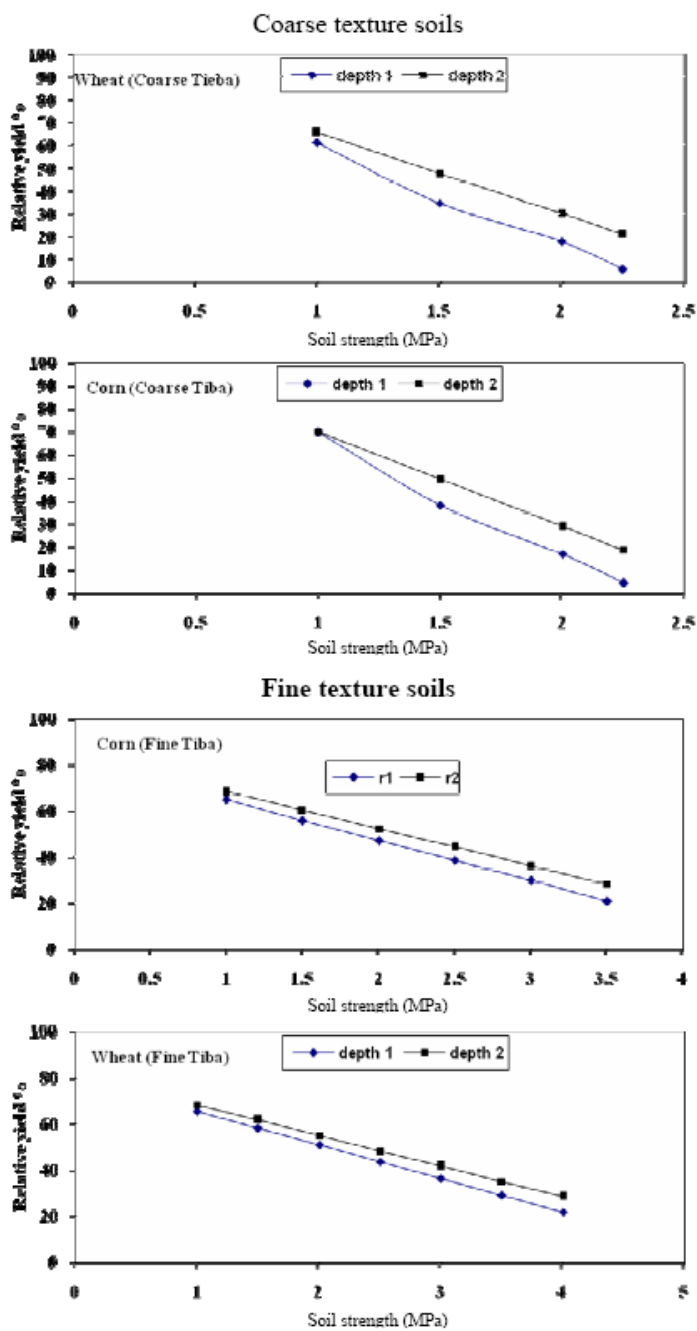 Coarse texture soils
100
90
80
70
60
50
40
30
20
10
0
Relative yield %
Wheat (Coarse Tieba)
depth 1 depth 2
0 0.5 1 1.5 2 2.5
Soil strength (MPa)
100
90
80
70
60
50
40
30
20
10
0
Relative yield %
Corn (Coarse Tiba)
depth 1 depth 2
0 0.5 1 1.5 2 2.5
Soil strength (MPa)
Fine texture soils
100
80
60
40
20
0
Relative yield %
Corn (Fine Tiba)
r1 r2
0 0.5 1 1.5 2 2.5 3 3.5 4
Soil strength (MPa)
100
80
60
40
20
0
Relative yield %
Wheat (Fine Tiba)
depth 1 depth 2
0 1 2 3 4 5
Soil strength (MPa)